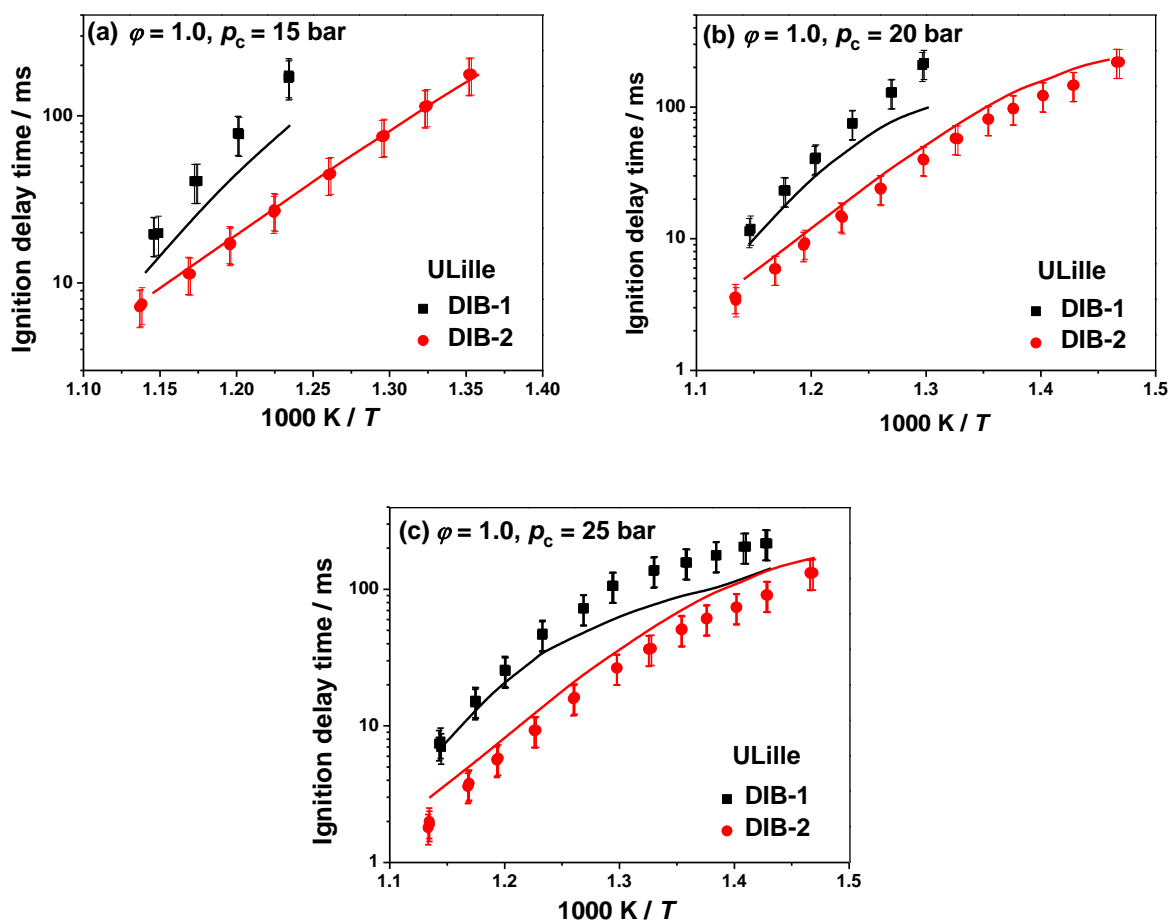 (a) φ = 1.0, pc = 15 bar
Ignition delay time / ms
100
10
ULille
DIB-1
DIB-2
1.10 1.15 1.20 1.25 1.30 1.35 1.40
1000 K / T
(b) φ = 1.0, pc = 20 bar
Ignition delay time / ms
100
10
1
ULille
DIB-1
DIB-2
1.1 1.2 1.3 1.4 1.5
1000 K / T
(c) φ = 1.0, pc = 25 bar
Ignition delay time / ms
100
10
1
ULille
DIB-1
DIB-2
1.1 1.2 1.3 1.4 1.5
1000 K / T